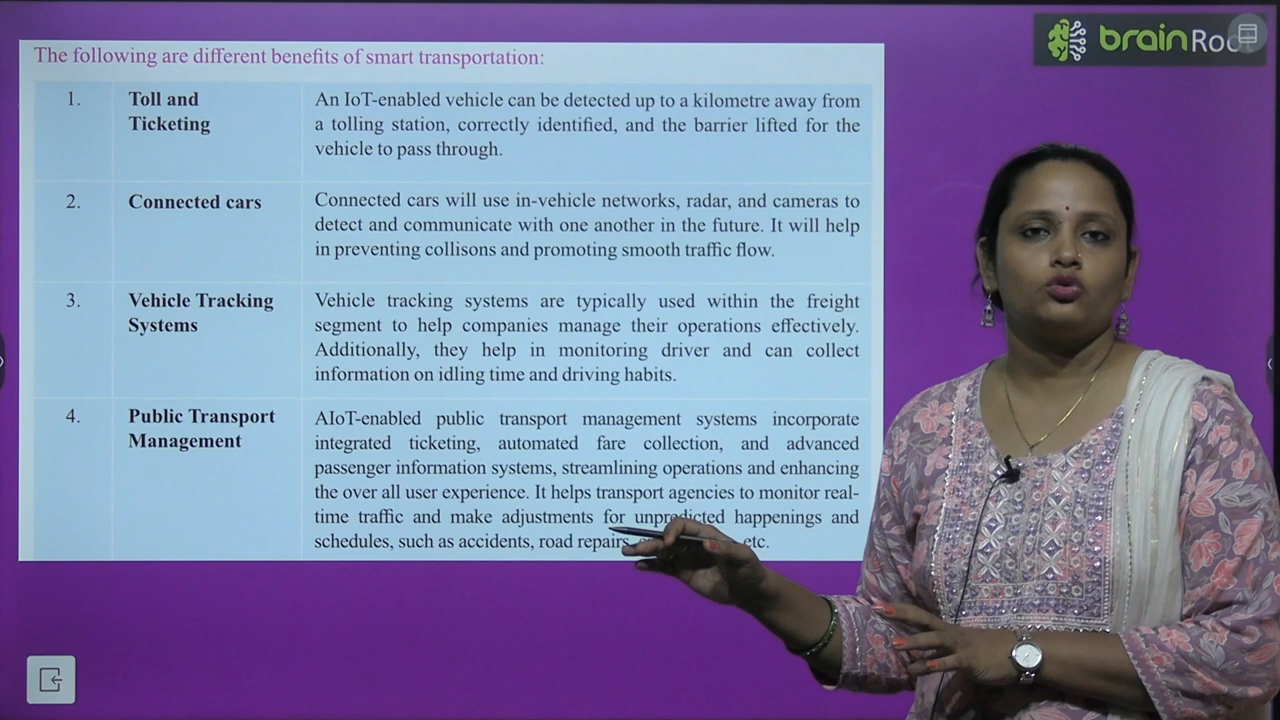 The following are different benefits of smart transportation:
brainRoot
1.
Toll and
Ticketing
An IoT-enabled vehicle can be detected up to a kilometre away from
a tolling station, correctly identified, and the barrier lifted for the
vehicle to pass through.
2.
Connected cars
Connected cars will use in-vehicle networks, radar, and cameras to
detect and communicate with one another in the future. It will help
in preventing collisons and promoting smooth traffic flow.
3.
Vehicle Tracking
Systems
Vehicle tracking systems are typically used within the freight
segment to help companies manage their operations effectively.
Additionally, they help in monitoring driver and can collect
information on idling time and driving habits.
4.
Public Transport
Management
AIoT-enabled public transport management systems incorporate
integrated ticketing, automated fare collection, and advanced
passenger information systems, streamlining operations and enhancing
the over all user experience. It helps transport agencies to monitor real-
time traffic and make adjustments for unpredicted happenings and
schedules, such as accidents, road repairs, etc.